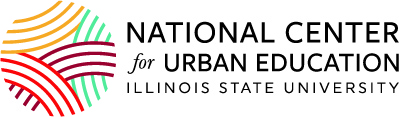 NATIONAL CENTER
for URBAN EDUCATION
ILLINOIS STATE UNIVERSITY